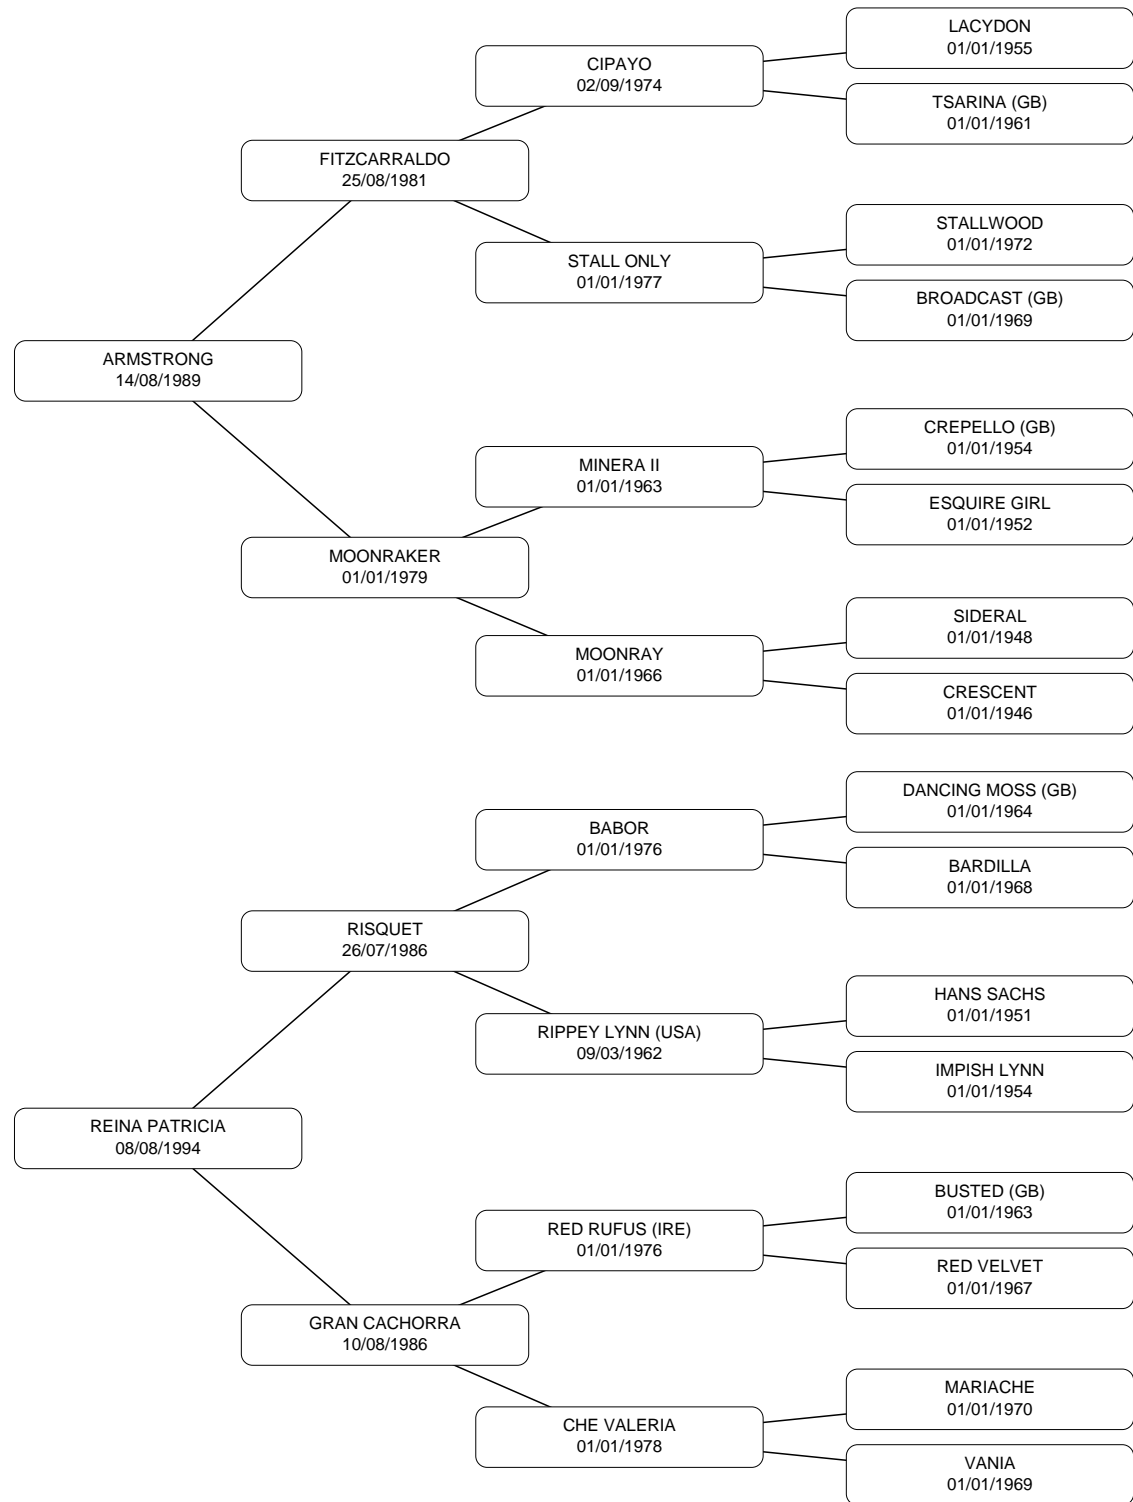 LACYDON
01/01/1955
CIPAYO
02/09/1974
TSARINA (GB)
01/01/1961
FITZCARRALDO
25/08/1981
STALLWOOD
01/01/1972
STALL ONLY
01/01/1977
BROADCAST (GB)
01/01/1969
ARMSTRONG
14/08/1989
CREPELLO (GB)
01/01/1954
MINERA II
01/01/1963
ESQUIRE GIRL
01/01/1952
MOONRAKER
01/01/1979
SIDERAL
01/01/1948
MOONRAY
01/01/1966
CRESCENT
01/01/1946
DANCING MOSS (GB)
01/01/1964
BABOR
01/01/1976
BARDILLA
01/01/1968
RISQUET
26/07/1986
HANS SACHS
01/01/1951
RIPPEY LYNN (USA)
09/03/1962
IMPISH LYNN
01/01/1954
REINA PATRICIA
08/08/1994
BUSTED (GB)
01/01/1963
RED RUFUS (IRE)
01/01/1976
RED VELVET
01/01/1967
GRAN CACHORRA
10/08/1986
MARIACHE
01/01/1970
CHE VALERIA
01/01/1978
VANIA
01/01/1969